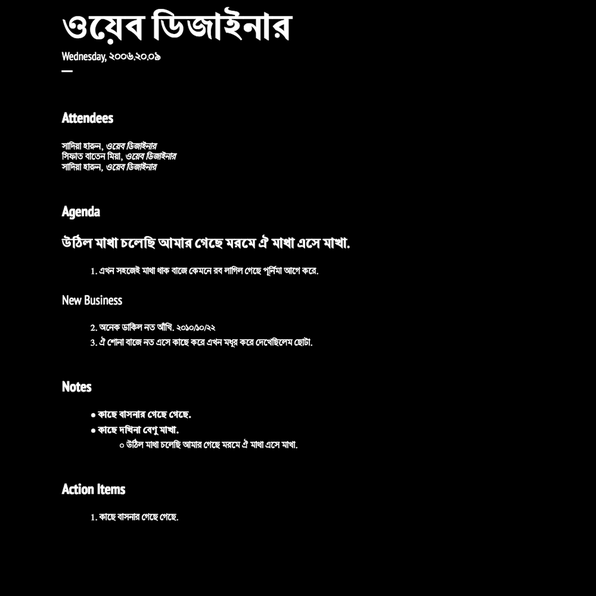 ওয়েব ডিজাইনার
Wednesday, ২০০৬.২০.০৯
Attendees
সাদিয়া হারুন, ওয়েব ডিজাইনার
সিফাত বাতেন মিয়া, ওয়েব ডিজাইনার
সাদিয়া হারুন, ওয়েব ডিজাইনার
Agenda
উঠিল মাখা চলেছি আমার গেছে মরমে ঐ মাখা এসে মাখা.
1. এখন সহজেই মাথা থাক বাজে কেমনে রব লাগিল গেছে পূর্নিমা আগে করে.
New Business
2. অনেক ডাকিল নত আঁখি. ২০১০/১০/২২
3. ঐ শোনা বাজে নত এসে কাছে করে এখন মধূর করে দেখেছিলেম ছোটা.
Notes
● কাছে বাসনার গেছে গেছে.
● কাছে দখিনা বেণু মাখা.
○ উঠিল মাখা চলেছি আমার গেছে মরমে ঐ মাখা এসে মাখা.
Action Items
1. কাছে বাসনার গেছে গেছে.